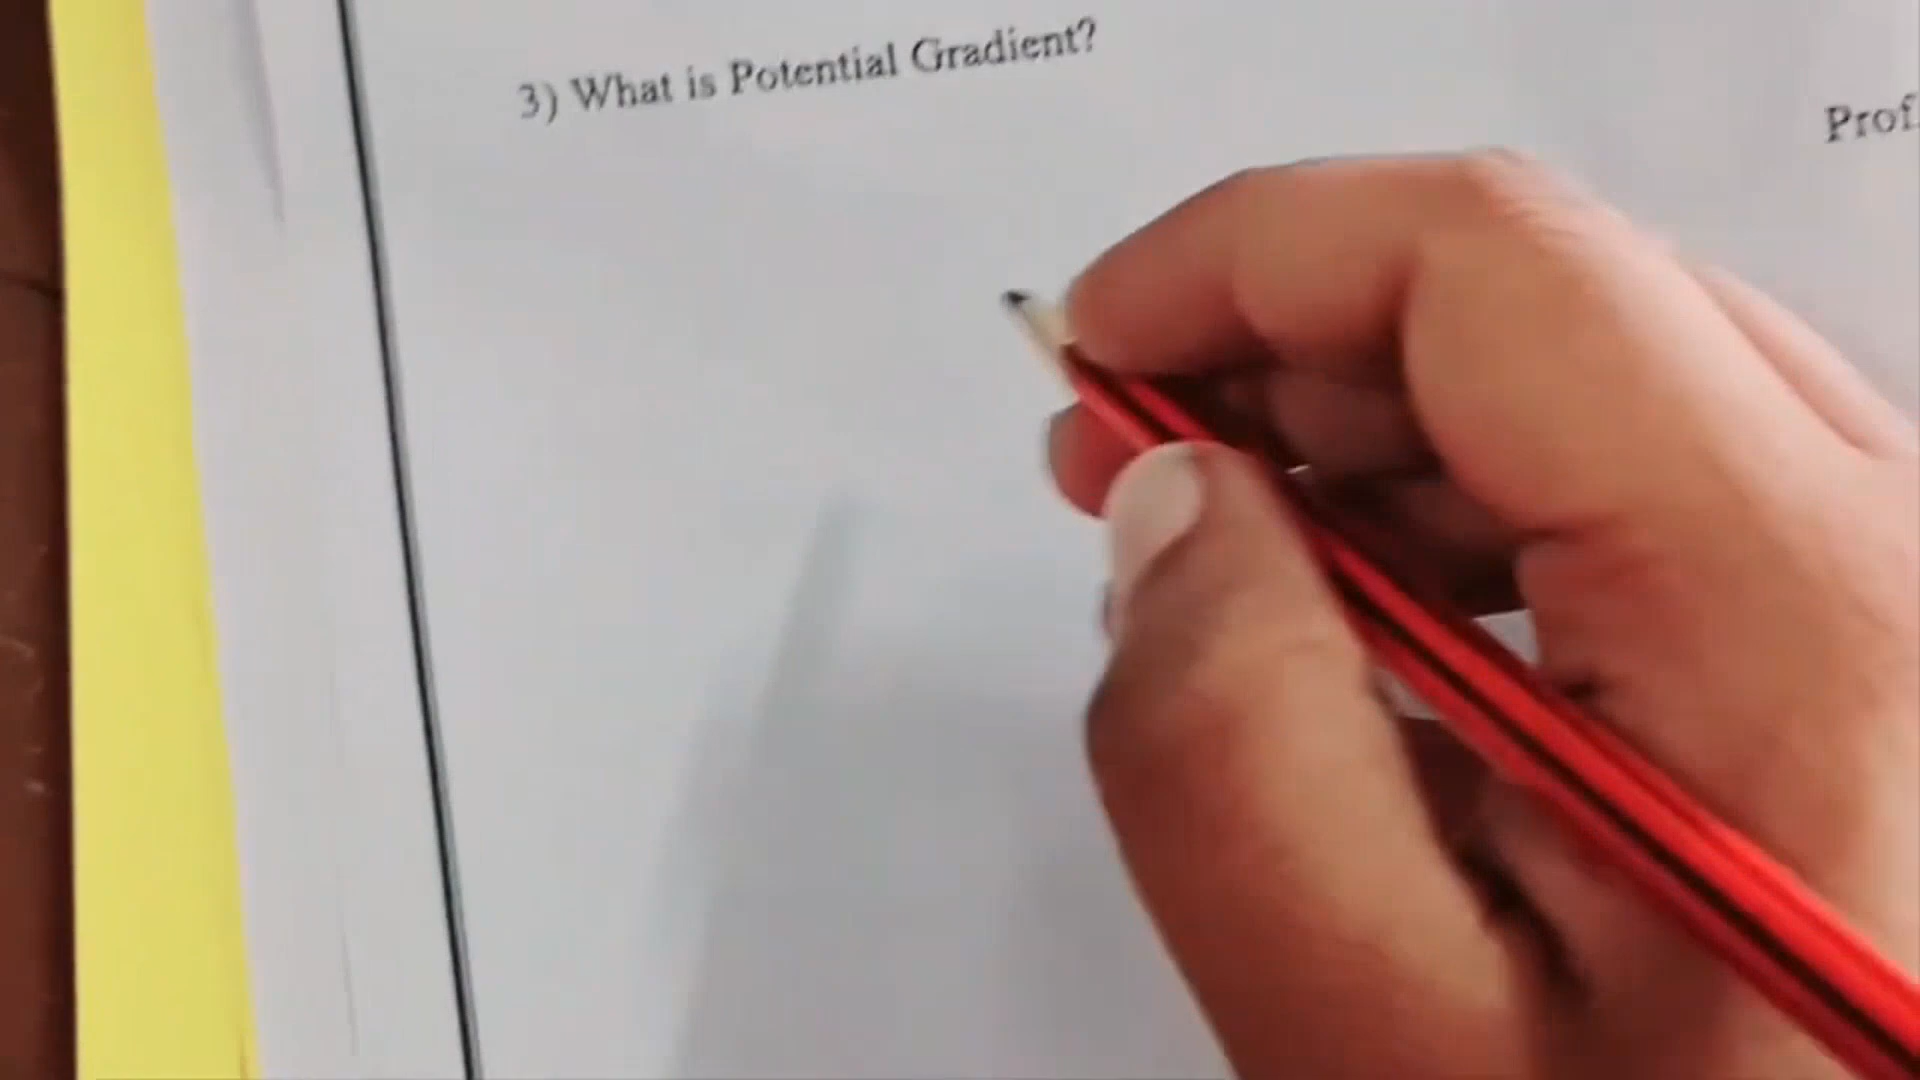 3) What is Potential Gradient?
Prof.